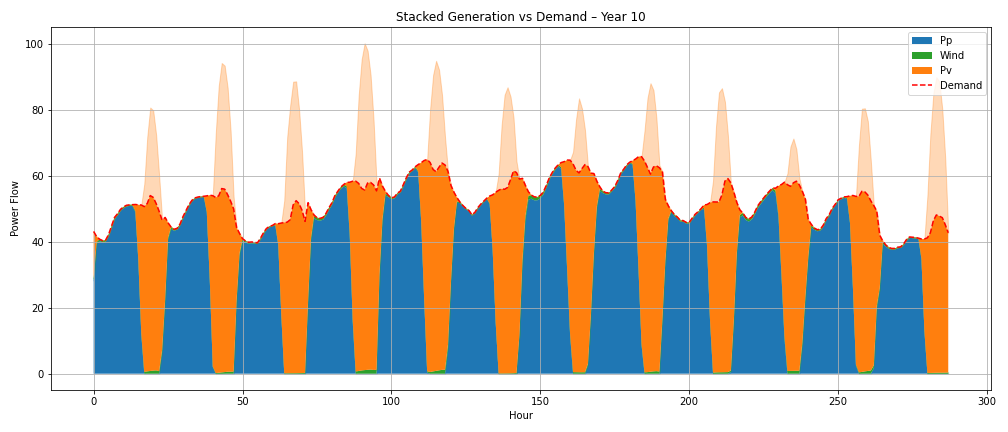 Stacked Generation vs Demand – Year 10
Power Flow
100
80
60
40
20
0
Pp
Wind
Pv
Demand
0 50 100 150 200 250 300
Hour